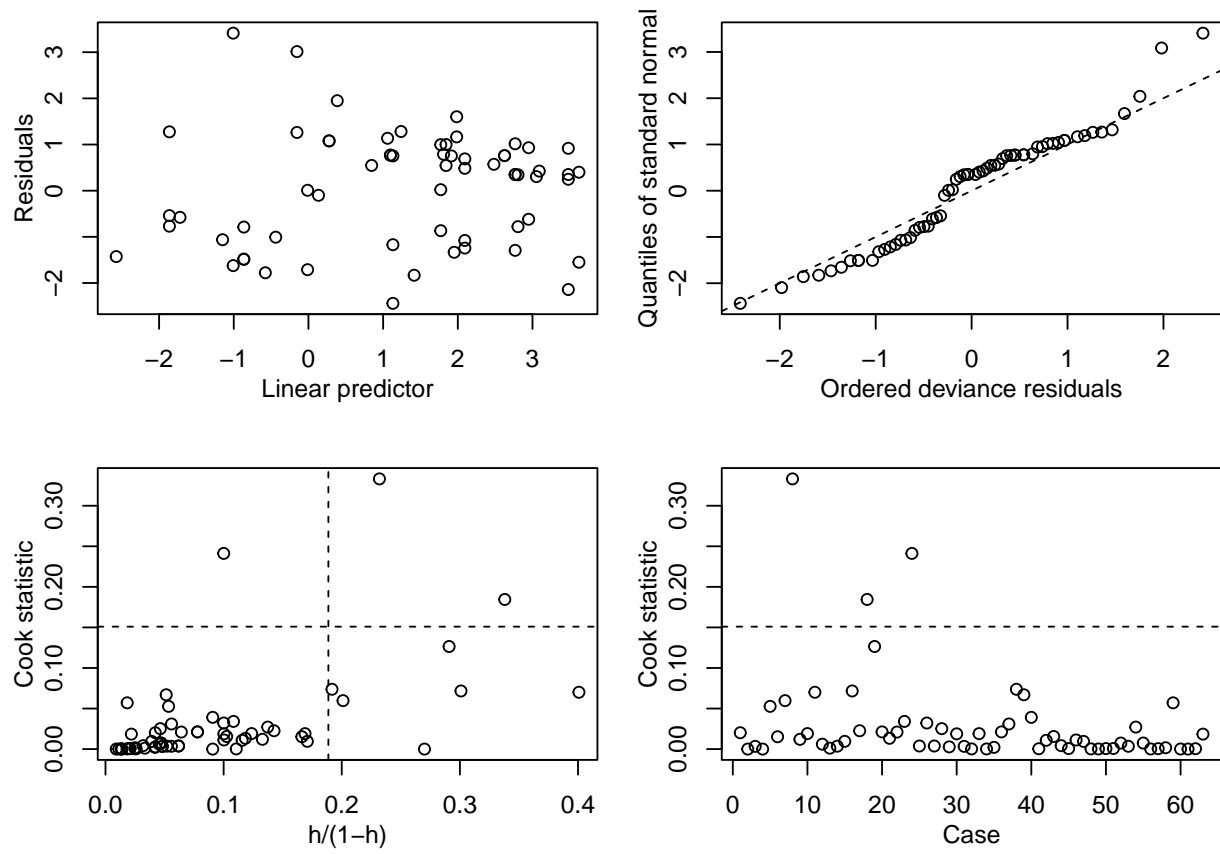 3
2
1
0
−2
Residuals
−2 −1 0 1 2 3
Linear predictor
3
2
1
0
−2
Quantiles of standard normal
−2 −1 0 1 2
Ordered deviance residuals
0.30
0.20
0.10
0.00
Cook statistic
0.0 0.1 0.2 0.3 0.4
h/(1−h)
0.30
0.20
0.10
0.00
Cook statistic
0 10 20 30 40 50 60
Case